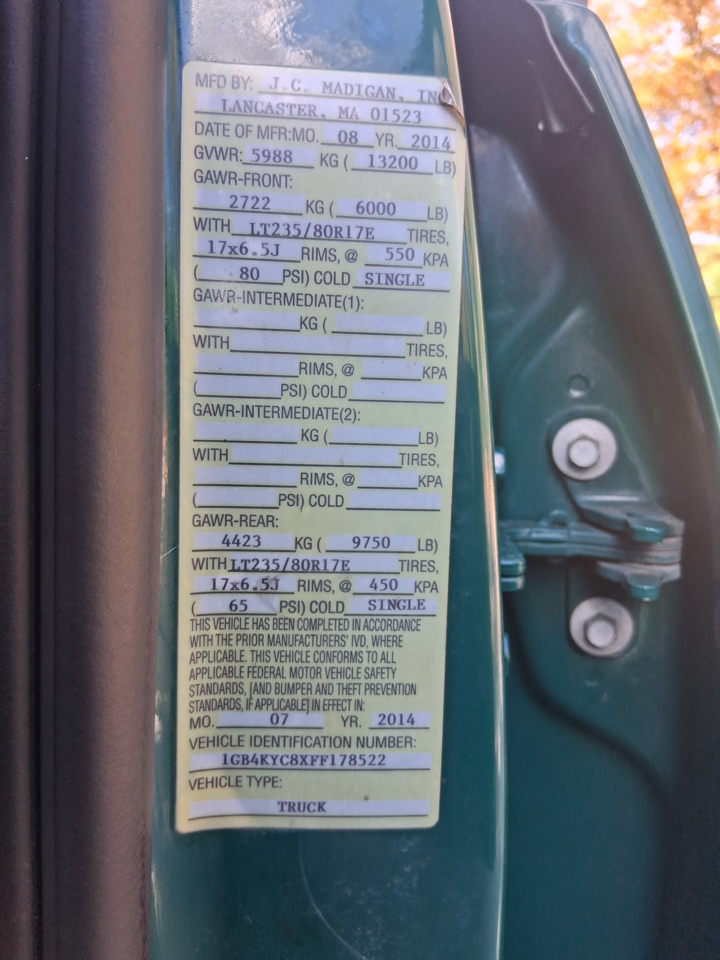 MFD BY: J.C. MADIGAN, INC
LANCASTER, MA 01523
DATE OF MFR:MO. 08 YR. 2014
GVWR: 5988 KG ( 13200 LB)
GAWR-FRONT:
2722 KG ( 6000 LB)
WITH LT235/80R17E TIRES,
17x6.5J RIMS, @ 550 KPA
( 80 PSI) COLD SINGLE
GAWR-INTERMEDIATE(1):
KG ( LB)
WITH TIRES,
RIMS, @ KPA
( PSI) COLD
GAWR-INTERMEDIATE(2):
KG ( LB)
WITH TIRES,
RIMS, @ KPA
( PSI) COLD
GAWR-REAR:
4423 KG ( 9750 LB)
WITH LT235/80R17E TIRES,
17x6.5J RIMS, @ 450 KPA
( 65 PSI) COLD SINGLE
THIS VEHICLE HAS BEEN COMPLETED IN ACCORDANCE
WITH THE PRIOR MANUFACTURERS' IVD, WHERE
APPLICABLE. THIS VEHICLE CONFORMS TO ALL
APPLICABLE FEDERAL MOTOR VEHICLE SAFETY
STANDARDS, [AND BUMPER AND THEFT PREVENTION
STANDARDS, IF APPLICABLE] IN EFFECT IN:
MO. 07 YR. 2014
VEHICLE IDENTIFICATION NUMBER:
1GB4KYC8XFF178522
VEHICLE TYPE:
TRUCK